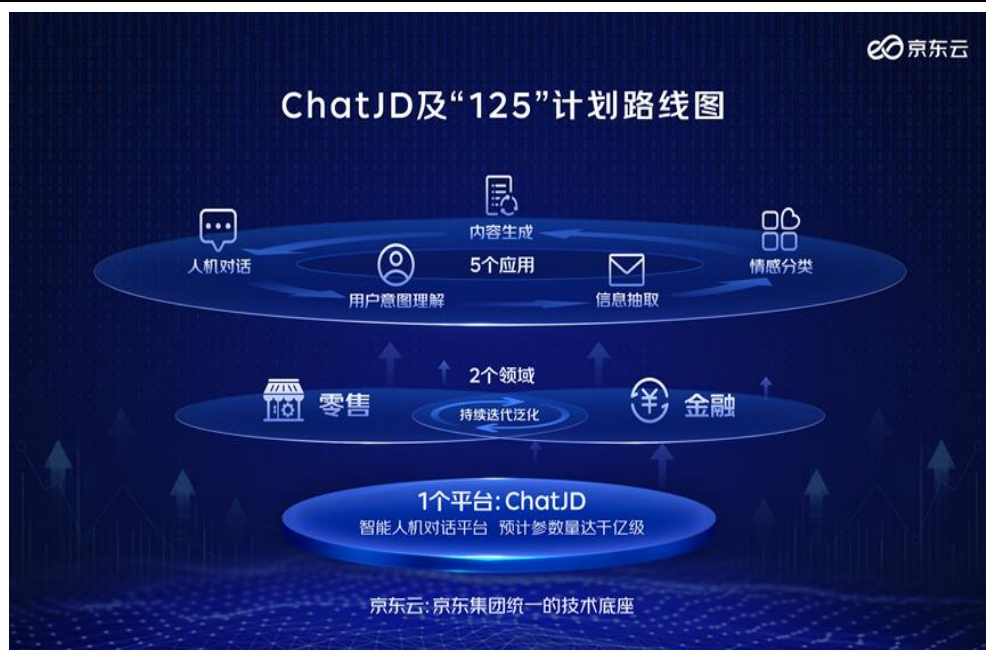 京东云
ChatJD及“125”计划路线图
内容生成
人机对话
5个应用
情感分类
用户意图理解
信息抽取
2个领域
零售
持续迭代泛化
金融
1个平台:ChatJD
智能人机对话平台 预计参数量达千亿级
京东云:京东集团统一的技术底座